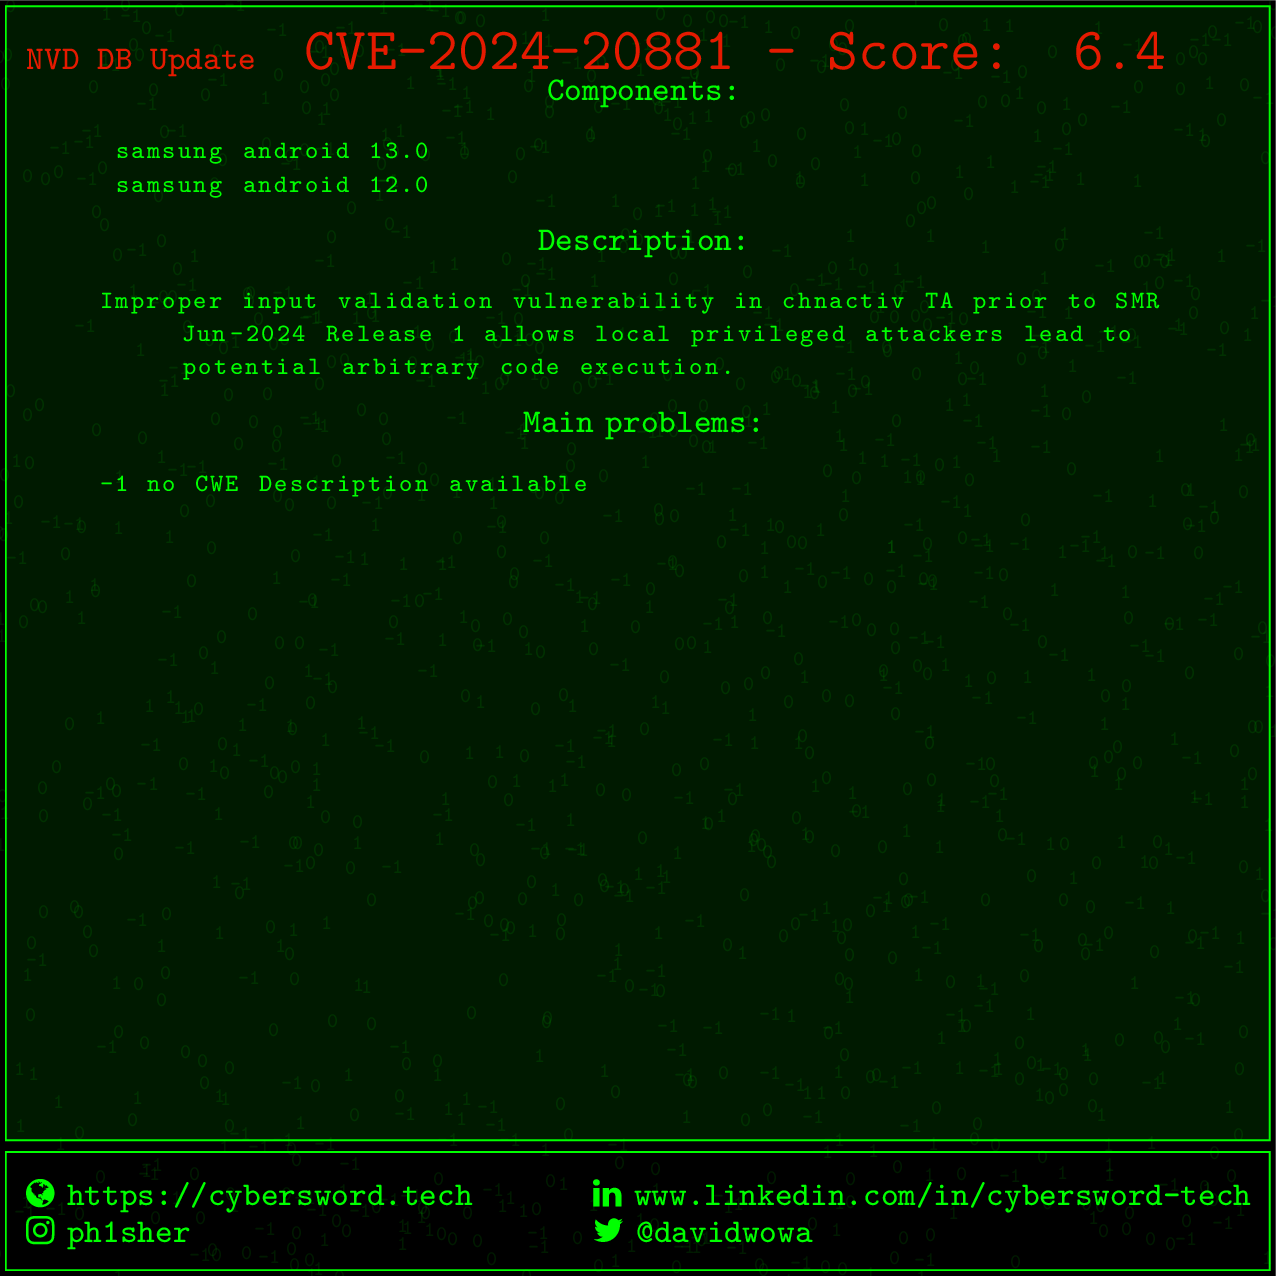 NVD DB Update CVE-2024-20881 - Score: 6.4
Components:
samsung android 13.0
samsung android 12.0
Description:
Improper input validation vulnerability in chnactiv TA prior to SMR
Jun-2024 Release 1 allows local privileged attackers lead to
potential arbitrary code execution.
Main problems:
-1 no CWE Description available
https://cybersword.tech
www.linkedin.com/in/cybersword-tech
ph1sher
@davidwowa